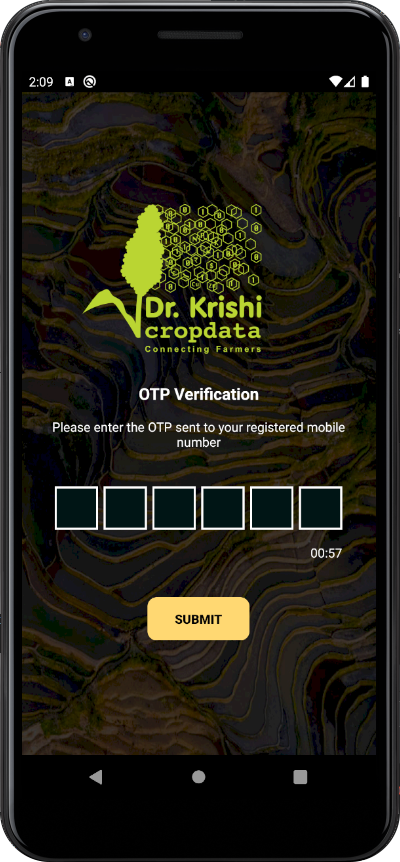 2:09
Dr. Krishi
cropdata
Connecting Farmers
OTP Verification
Please enter the OTP sent to your registered mobile
number
00:57
SUBMIT